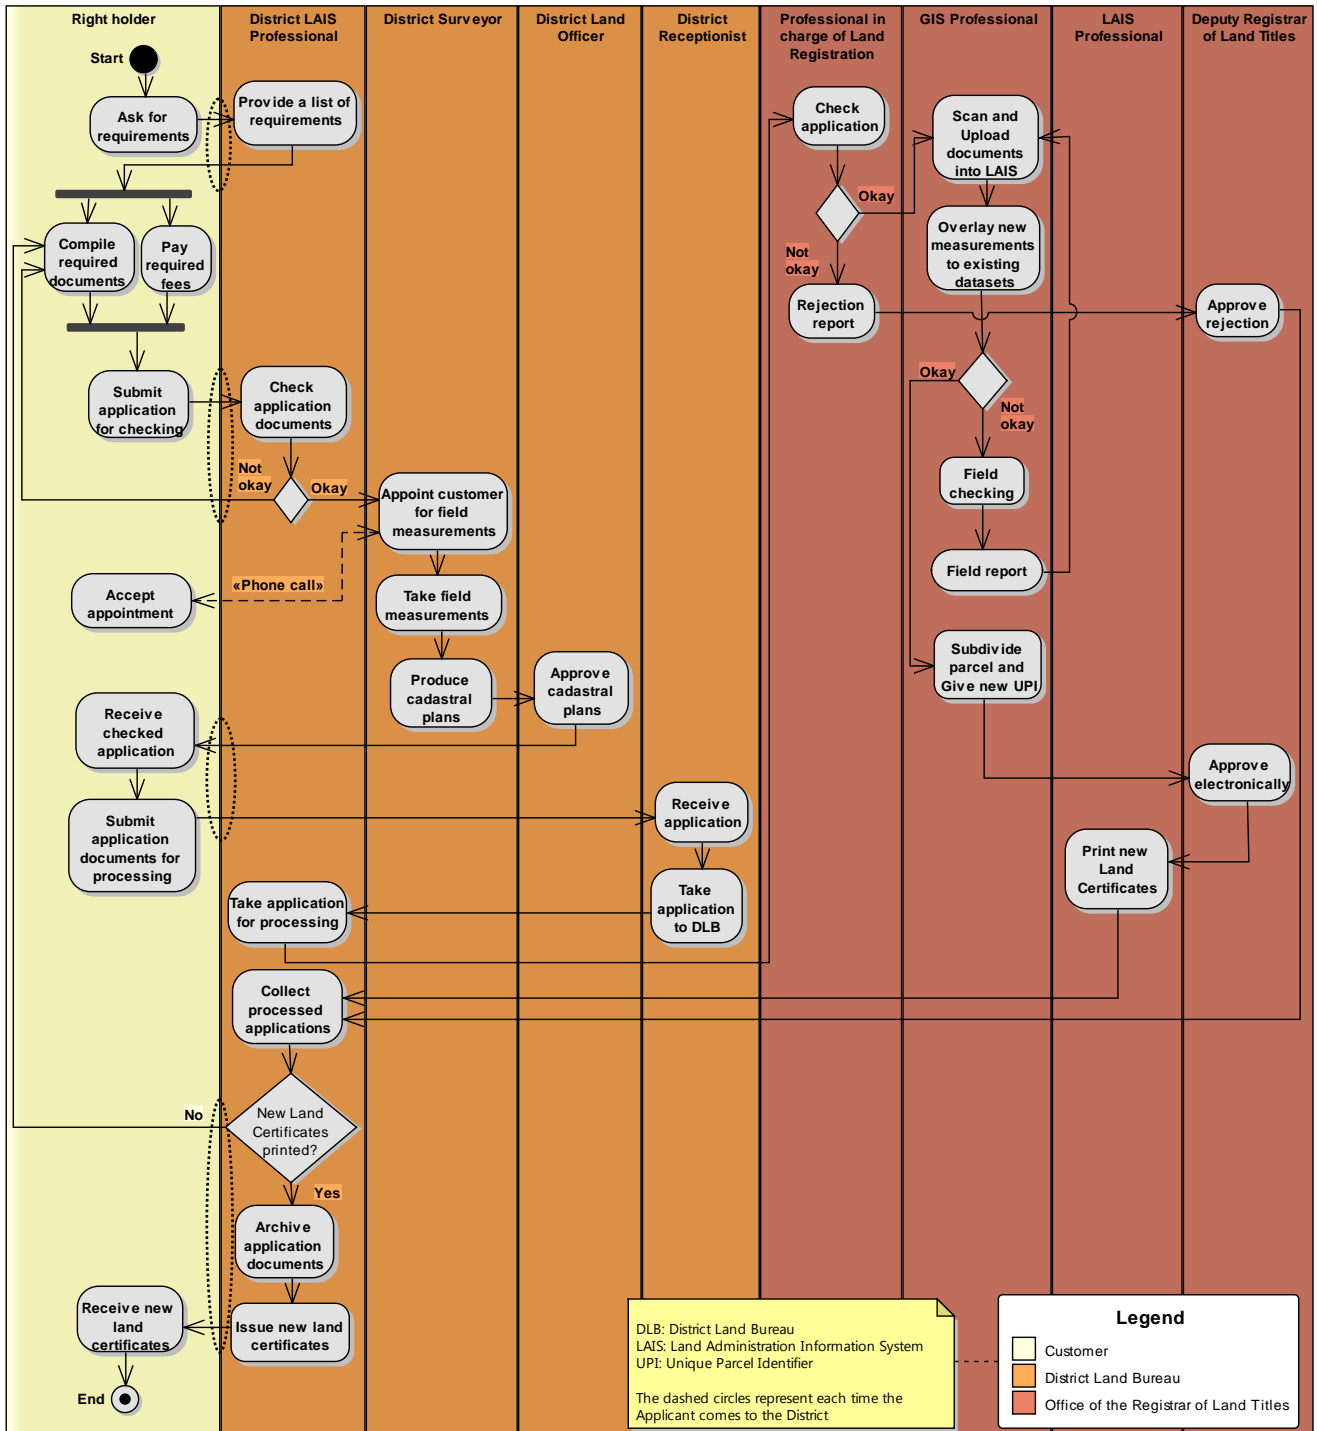 Right holder
District LAIS
Professional
District Surveyor
District Land
Officer
District
Receptionist
Professional in
charge of Land
Registration
GIS Professional
LAIS
Professional
Deputy Registrar
of Land Titles
Start
Ask for
requirements
Provide a list of
requirements
Check
application
Scan and
Upload
documents
into LAIS
Okay
Compile
required
documents
Pay
required
fees
Overlay new
measurements
to existing
datasets
Not
okay
Rejection
report
Approve
rejection
Submit
application
for checking
Check
application
documents
Okay
Not
okay
Not
okay
Okay
Appoint customer
for field
measurements
Field
checking
Field report
«Phone call»
Accept
appointment
Take field
measurements
Subdivide
parcel and
Give new UPI
Produce
cadastral
plans
Approve
cadastral
plans
Receive
checked
application
Approve
electronically
Submit
application
documents for
processing
Receive
application
Print new
Land
Certificates
Take application
for processing
Take
application
to DLB
Collect
processed
applications
No
New Land
Certificates
printed?
Yes
Archive
application
documents
Receive new
land
certificates
Issue new land
certificates
End
DLB: District Land Bureau
LAIS: Land Administration Information System
UPI: Unique Parcel Identifier
The dashed circles represent each time the
Applicant comes to the District
Legend
Customer
District Land Bureau
Office of the Registrar of Land Titles